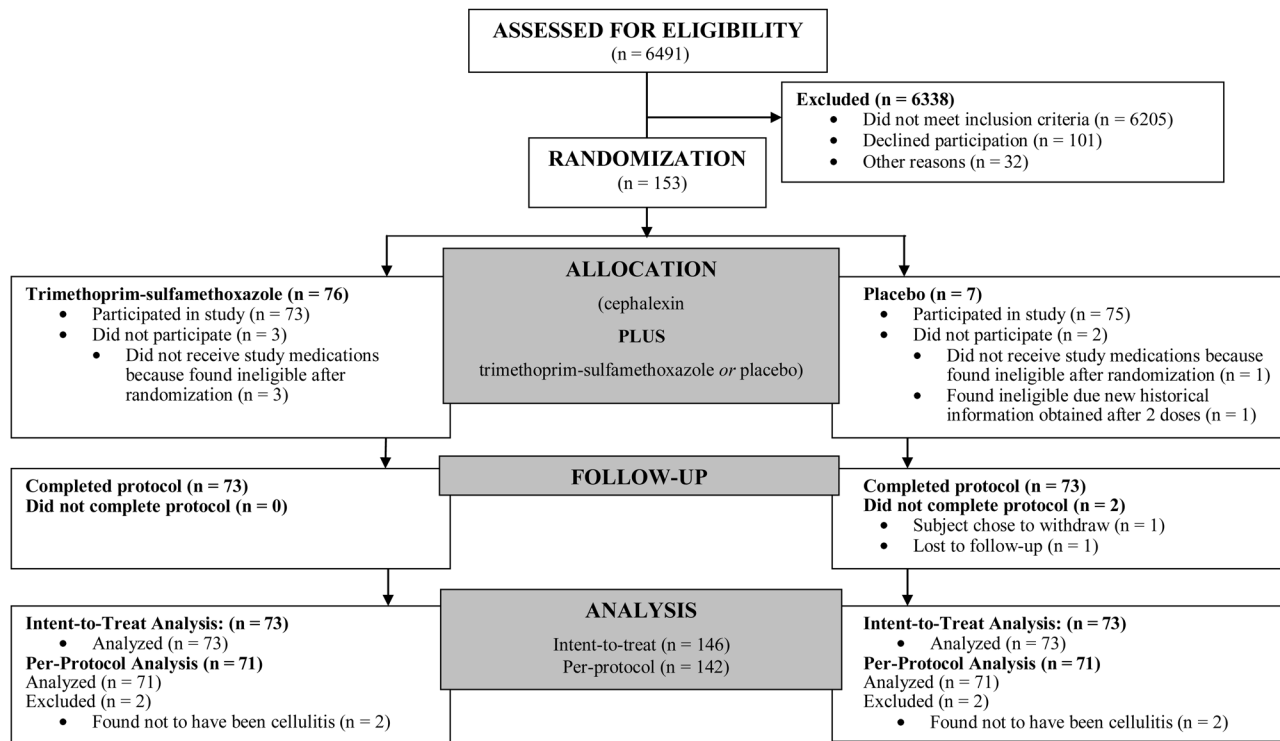 ASSESSED FOR ELIGIBILITY
(n = 6491)
Excluded (n = 6338)
• Did not meet inclusion criteria (n = 6205)
• Declined participation (n = 101)
• Other reasons (n = 32)
RANDOMIZATION
(n = 153)
ALLOCATION
(cephalexin
PLUS
trimethoprim-sulfamethoxazole or placebo)
Trimethoprim-sulfamethoxazole (n = 76)
• Participated in study (n = 73)
• Did not participate (n = 3)
• Did not receive study medications
because found ineligible after
randomization (n = 3)
Placebo (n = 7)
• Participated in study (n = 75)
• Did not participate (n = 2)
• Did not receive study medications because
found ineligible after randomization (n = 1)
• Found ineligible due new historical
information obtained after 2 doses (n = 1)
FOLLOW-UP
Completed protocol (n = 73)
Did not complete protocol (n = 0)
Completed protocol (n = 73)
Did not complete protocol (n = 2)
• Subject chose to withdraw (n = 1)
• Lost to follow-up (n = 1)
ANALYSIS
Intent-to-treat (n = 146)
Per-protocol (n = 142)
Intent-to-Treat Analysis: (n = 73)
• Analyzed (n = 73)
Per-Protocol Analysis (n = 71)
Analyzed (n = 71)
Excluded (n = 2)
• Found not to have been cellulitis (n = 2)
Intent-to-Treat Analysis: (n = 73)
• Analyzed (n = 73)
Per-Protocol Analysis (n = 71)
Analyzed (n = 71)
Excluded (n = 2)
• Found not to have been cellulitis (n = 2)